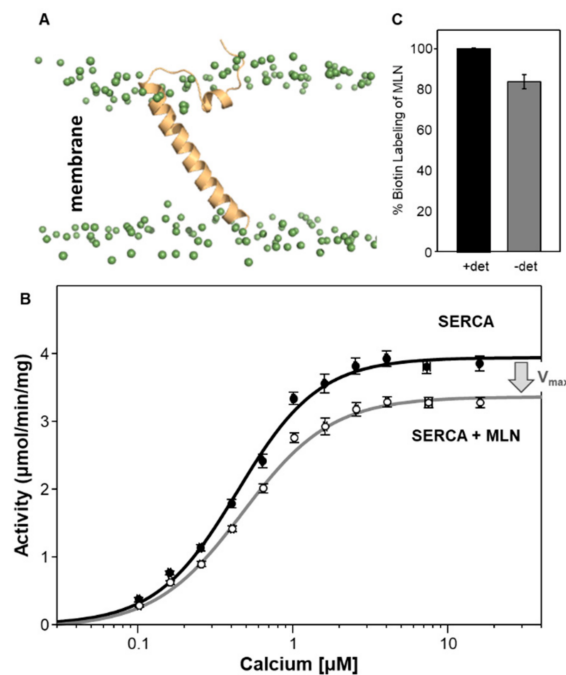 A
membrane
C
% Biotin Labeling of MLN
100
80
60
40
20
0
+det
-det
B
Activity (µmol/min/mg)
4
3
2
1
0
SERCA
Vmax
SERCA + MLN
0.1
1
10
Calcium [µM]